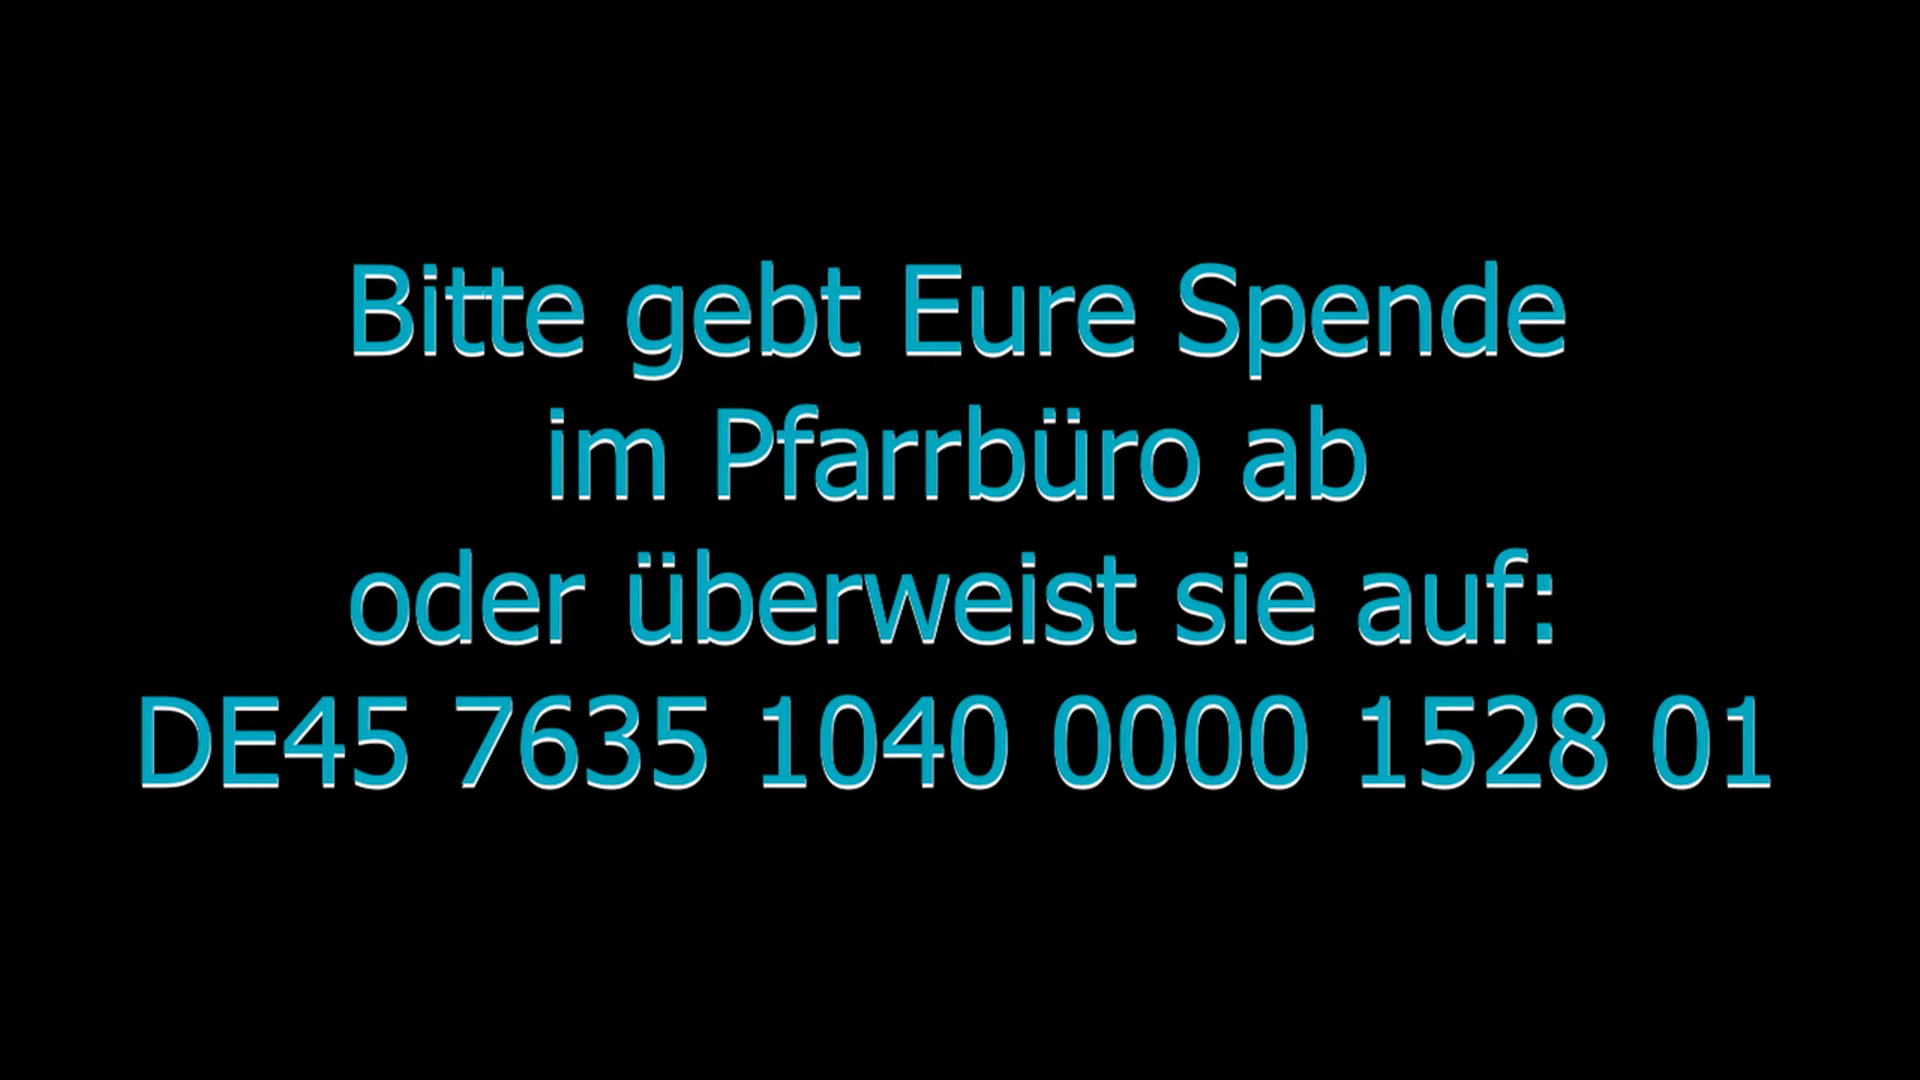 Bitte gebt Eure Spende
im Pfarrbüro ab
oder überweist sie auf:
DE45 7635 1040 0000 1528 01